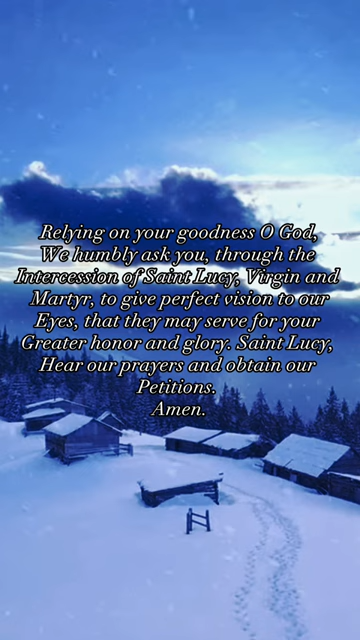 Relying on your goodness O God,
We humbly ask you, through the
Intercession of Saint Lucy, Virgin and
Martyr, to give perfect vision to our
Eyes, that they may serve for your
Greater honor and glory. Saint Lucy,
Hear our prayers and obtain our
Petitions.
Amen.